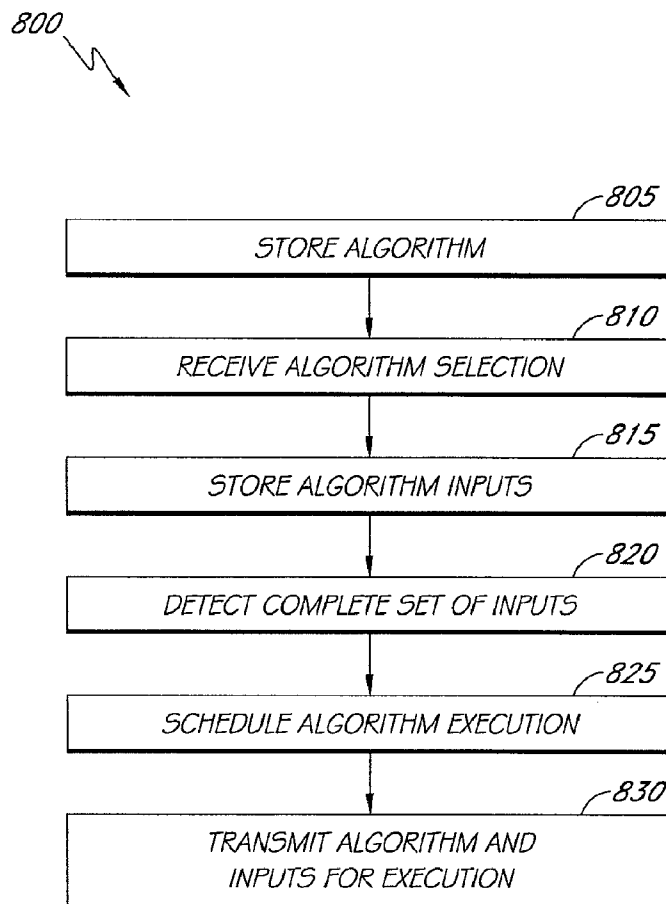 800
805
STORE ALGORITHM
810
RECEIVE ALGORITHM SELECTION
815
STORE ALGORITHM INPUTS
820
DETECT COMPLETE SET OF INPUTS
825
SCHEDULE ALGORITHM EXECUTION
830
TRANSMIT ALGORITHM AND
INPUTS FOR EXECUTION